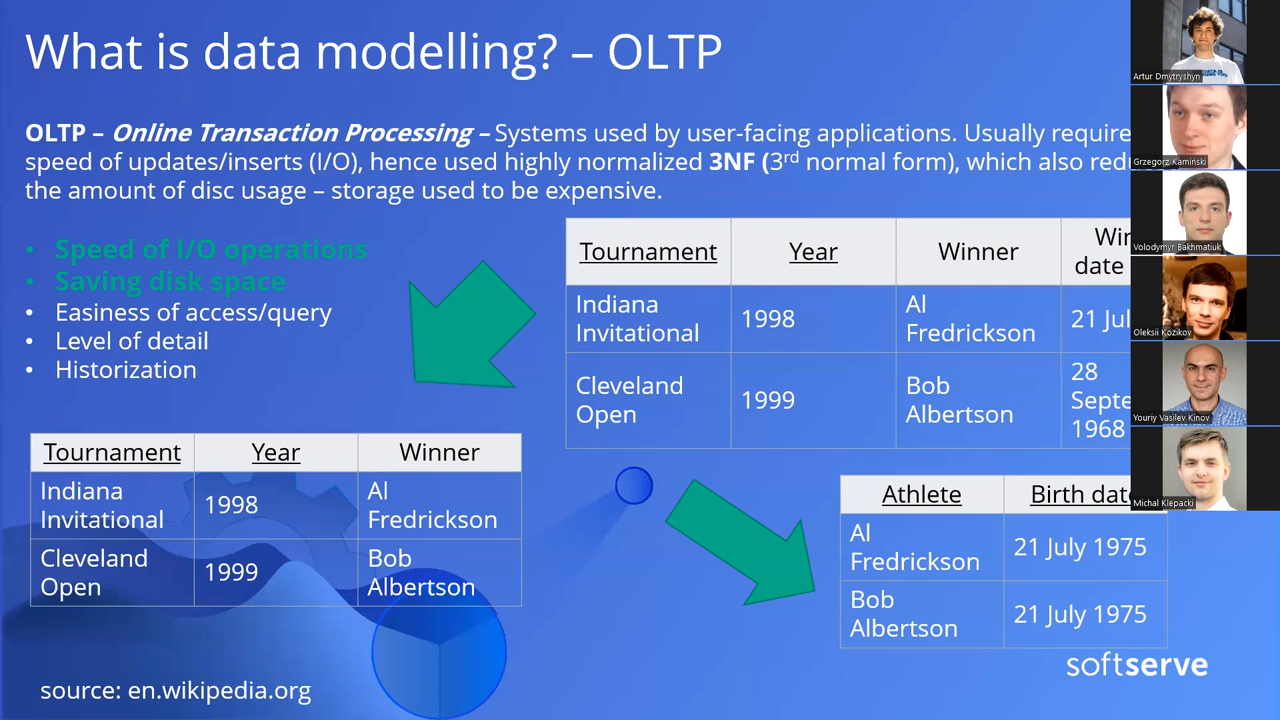 What is data modelling? – OLTP
OLTP – Online Transaction Processing – Systems used by user-facing applications. Usually require
speed of updates/inserts (I/O), hence used highly normalized 3NF (3rd normal form), which also
the amount of disc usage – storage used to be expensive.
• Speed of I/O operations
• Saving disk space
• Easiness of access/query
• Level of detail
• Historization
Tournament Year Winner
date
Indiana
Invitational
1998
Al
Fredrickson
21
Cleveland
Open
1999
Bob
Albertson
28
1968
Tournament Year Winner
Indiana
Invitational
1998
Al
Fredrickson
Cleveland
Open
1999
Bob
Albertson
Athlete Birth date
Al
Fredrickson
21 July 1975
Bob
Albertson
21 July 1975
source: en.wikipedia.org
softserve
Artur Dmytryshyn
Grzegorz Kaminski
Volodymyr Bakhmatiuk
Oleksii Kozikov
Youriy Vasilev Kinov
Michal Klepacki